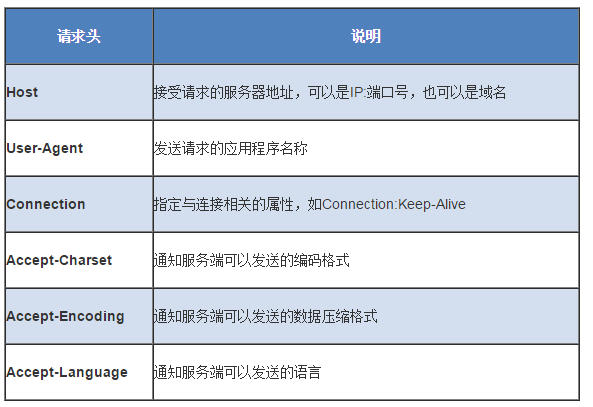 请求头 说明
Host 接受请求的服务器地址，可以是IP:端口号，也可以是域名
User-Agent 发送请求的应用程序名称
Connection 指定与连接相关的属性，如Connection:Keep-Alive
Accept-Charset 通知服务端可以发送的编码格式
Accept-Encoding 通知服务端可以发送的数据压缩格式
Accept-Language 通知服务端可以发送的语言